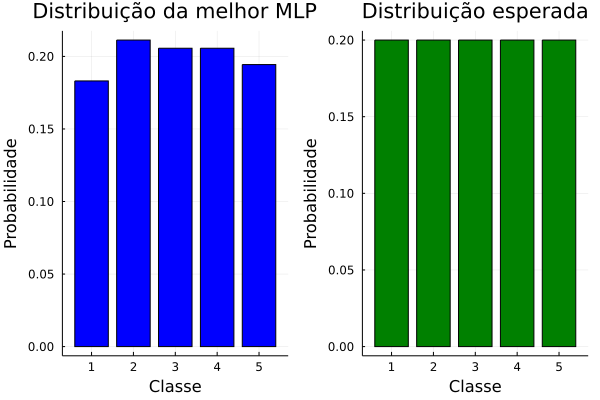 Distribuição da melhor MLP
Probabilidade
0.20
0.15
0.10
0.05
0.00
1 2 3 4 5
Classe
Distribuição esperada
Probabilidade
0.20
0.15
0.10
0.05
0.00
1 2 3 4 5
Classe